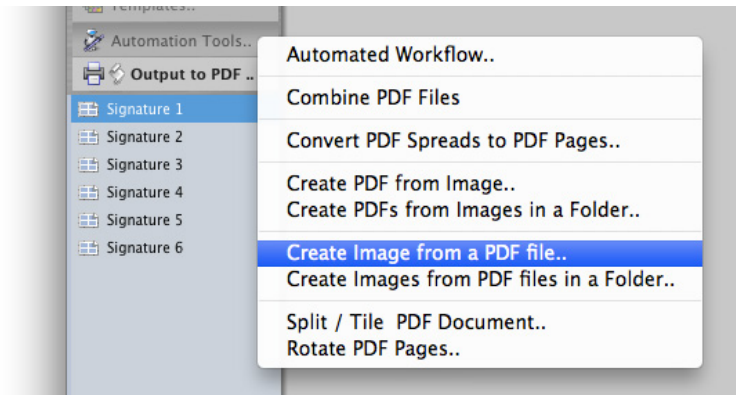 Templates..
Automation Tools..
Output to PDF ..
Signature 1
Signature 2
Signature 3
Signature 4
Signature 5
Signature 6
Automated Workflow..
Combine PDF Files
Convert PDF Spreads to PDF Pages..
Create PDF from Image..
Create PDFs from Images in a Folder..
Create Image from a PDF file..
Create Images from PDF files in a Folder..
Split / Tile  PDF Document..
Rotate PDF Pages..